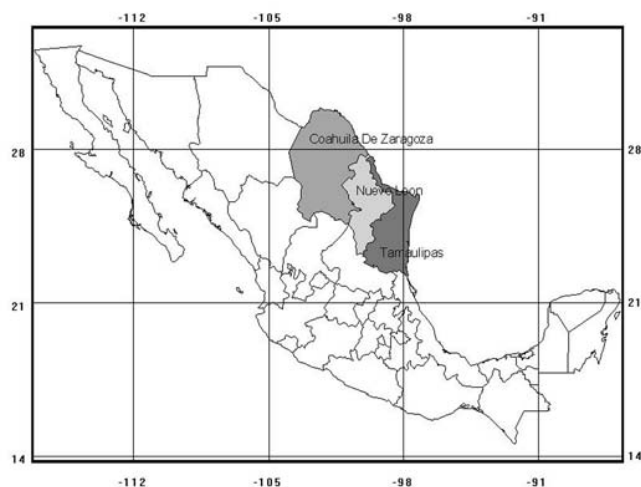 -112 -105 -98 -91
Coahuila De Zaragoza
28 28
Nuevo Leon
Tamaulipas
21 21
14 14
-112 -105 -98 -91